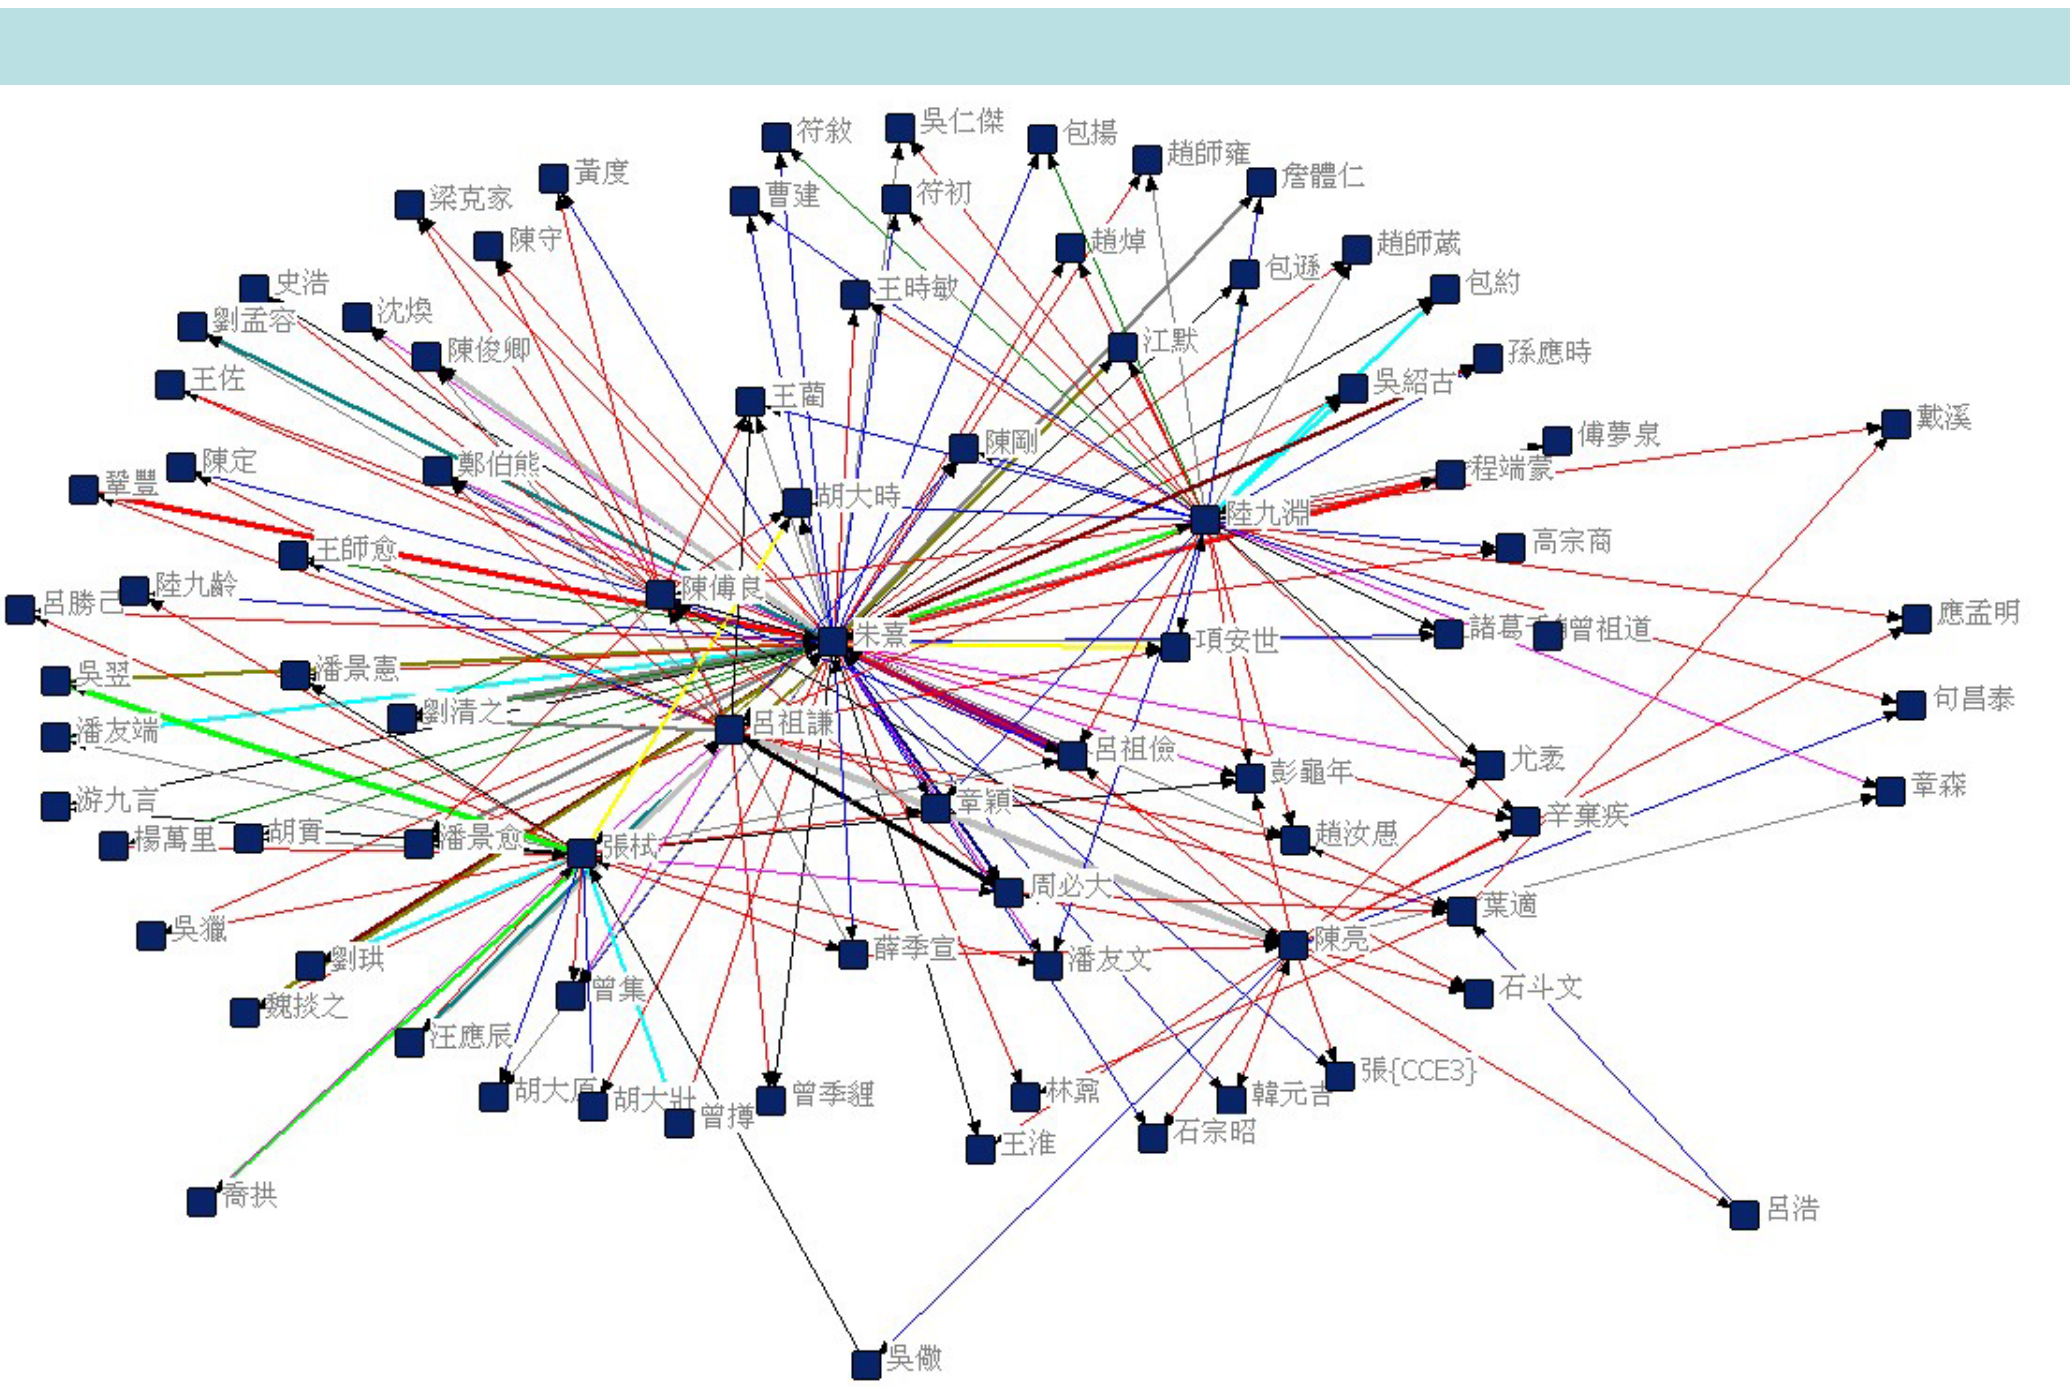 符敘
吳仁傑
包揚
趙師雍
黃度
詹體仁
梁克家
曹建
符初
陳守
趙焯
趙師蒧
史浩
包遜
包約
劉孟容
沈煥
王時敏
陳俊卿
江默
孫應時
王佐
吳紹古
王藺
戴溪
陳定
鄭伯熊
陳剛
傅夢泉
鞏豐
程端蒙
胡大時
陸九淵
王師愈
高宗商
呂勝己
陸九齡
陳傅良
朱熹
項安世
諸葛千
曾祖道
應孟明
吳翌
潘景憲
劉清之
呂祖謙
句昌泰
潘友端
呂祖儉
彭龜年
尤袤
章森
游九言
章穎
辛棄疾
楊萬里
胡實
潘景愈
張栻
趙汝愚
周必大
葉適
吳獵
劉珙
薛季宣
潘友文
陳亮
魏掞之
曾集
石斗文
汪應辰
胡大原
胡大壯
曾撙
曾季貍
林鼐
韓元吉
張{CCE3}
王淮
石宗昭
喬拱
呂浩
吳儆